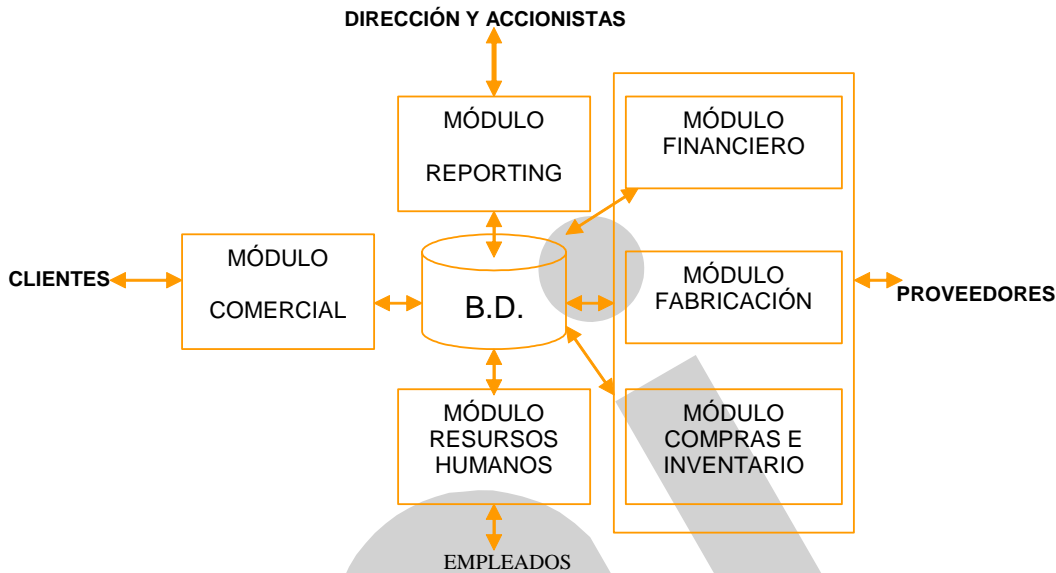 DIRECCIÓN Y ACCIONISTAS
MÓDULO
REPORTING
MÓDULO
FINANCIERO
CLIENTES
MÓDULO
COMERCIAL
B.D.
MÓDULO
FABRICACIÓN
PROVEEDORES
MÓDULO
RESURSOS
HUMANOS
MÓDULO
COMPRAS E
INVENTARIO
EMPLEADOS